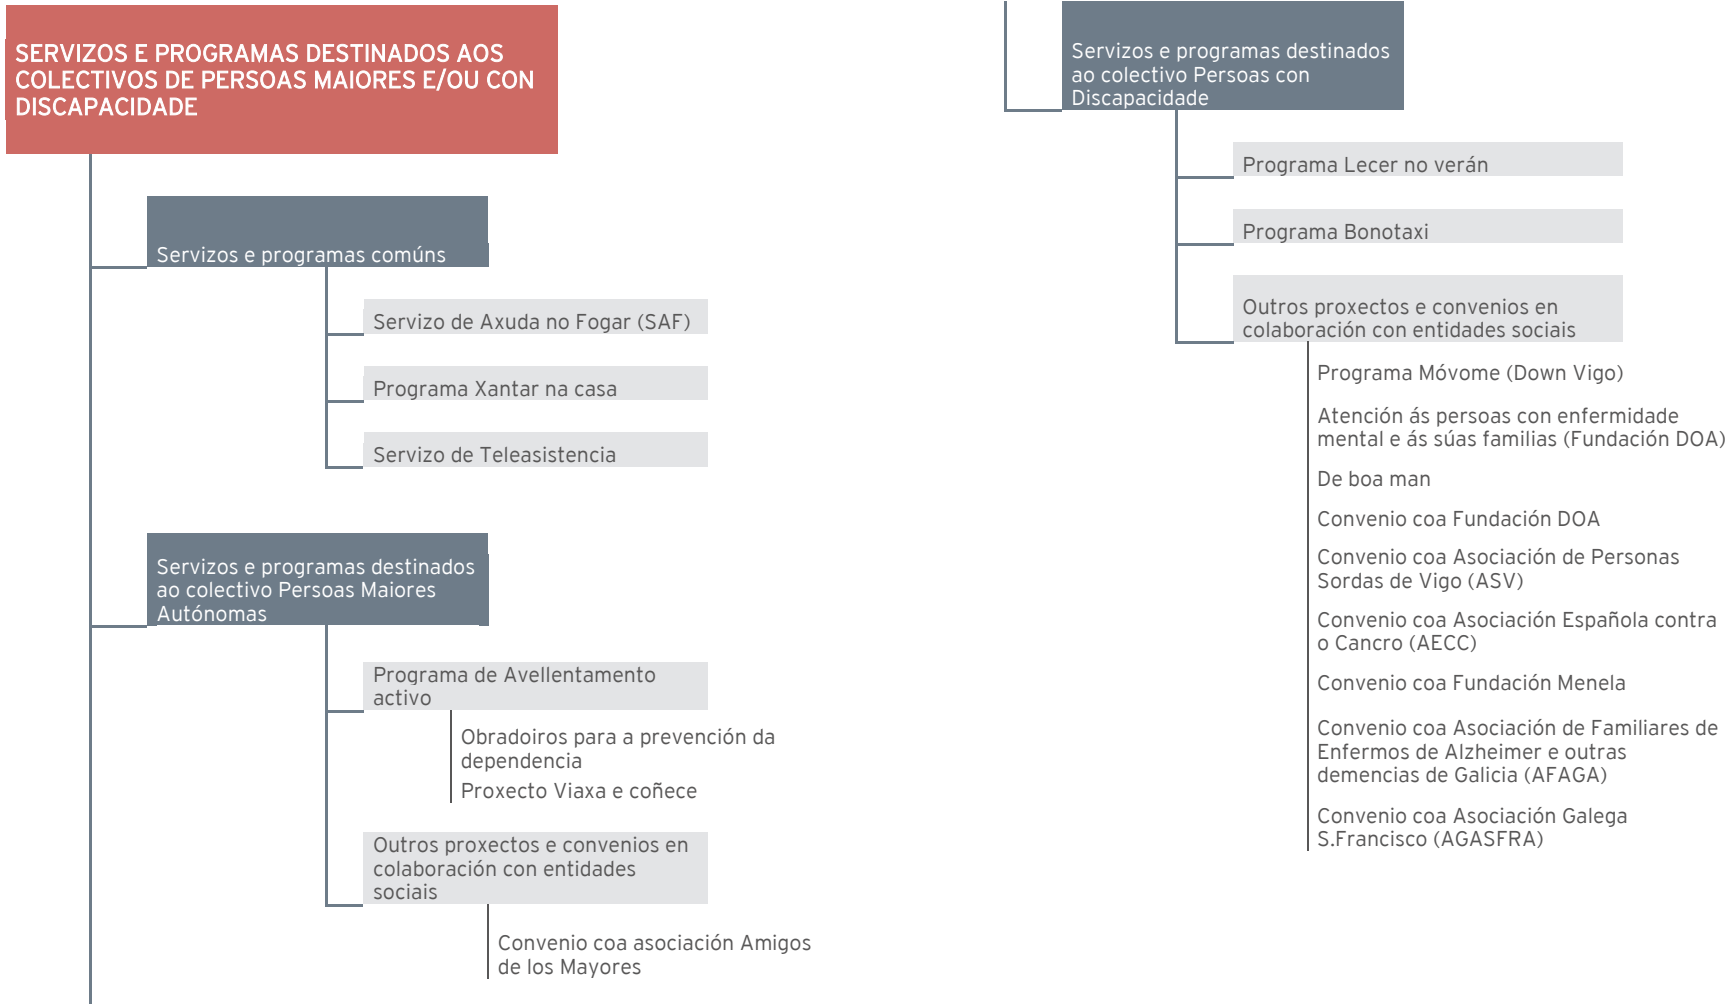 SERVIZOS E PROGRAMAS DESTINADOS AOS
COLECTIVOS DE PERSOAS MAIORES E/OU CON
DISCAPACIDADE
Servizos e programas comúns
Servizo de Axuda no Fogar (SAF)
Programa Xantar na casa
Servizo de Teleasistencia
Servizos e programas destinados
ao colectivo Persoas Maiores
Autónomas
Programa de Avellentamento
activo
Obradoiros para a prevención da
dependencia
Proxecto Viaxa e coñece
Outros proxectos e convenios en
colaboración con entidades
sociais
Convenio coa asociación Amigos
de los Mayores
Servizos e programas destinados
ao colectivo Persoas con
Discapacidade
Programa Lecer no verán
Programa Bonotaxi
Outros proxectos e convenios en
colaboración con entidades sociais
Programa Móvome (Down Vigo)
Atención ás persoas con enfermidade
mental e ás súas familias (Fundación DOA)
De boa man
Convenio coa Fundación DOA
Convenio coa Asociación de Personas
Sordas de Vigo (ASV)
Convenio coa Asociación Española contra
o Cancro (AECC)
Convenio coa Fundación Menela
Convenio coa Asociación de Familiares de
Enfermos de Alzheimer e outras
demencias de Galicia (AFAGA)
Convenio coa Asociación Galega
S.Francisco (AGASFRA)